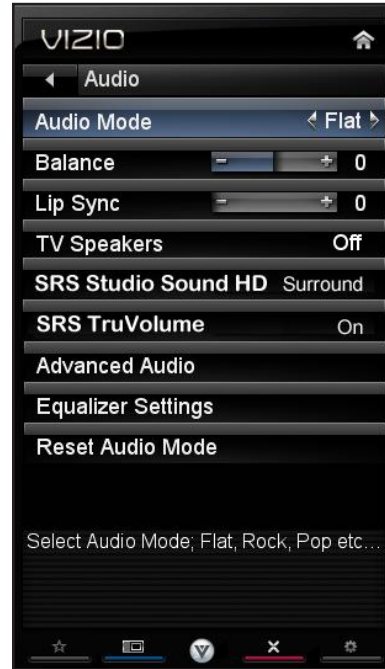 VIZIO
Audio
Audio Mode Flat
Balance - + 0
Lip Sync - + 0
TV Speakers Off
SRS Studio Sound HD Surround
SRS TruVolume On
Advanced Audio
Equalizer Settings
Reset Audio Mode
Select Audio Mode; Flat, Rock, Pop etc...
V